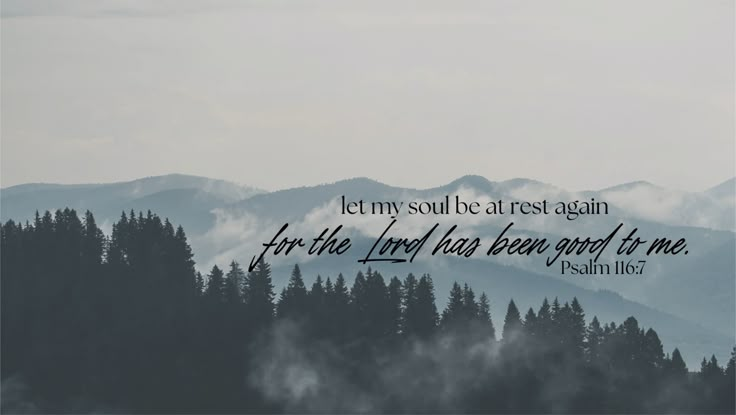 let my soul be at rest again
for the Lord has been good to me.
Psalm 116:7